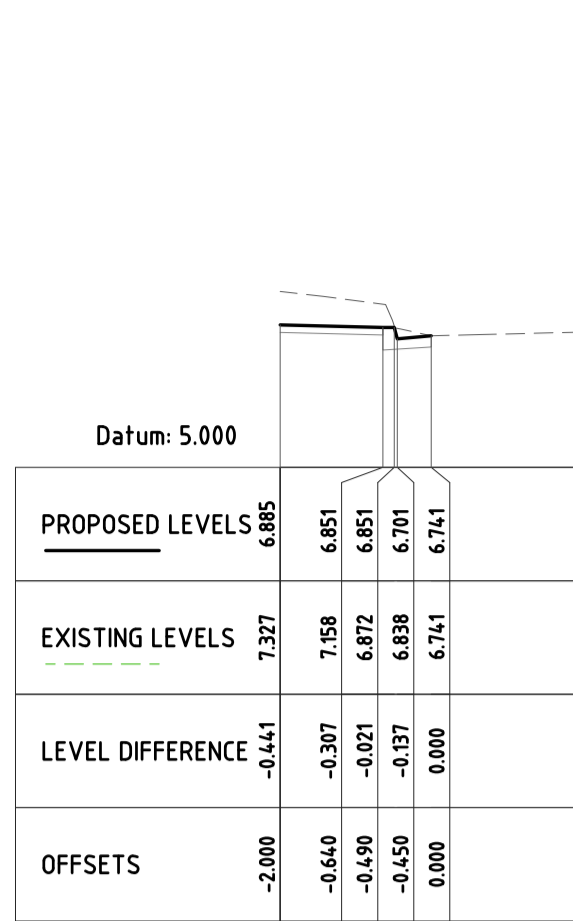 Datum: 5.000
PROPOSED LEVELS 6.885 6.851 6.851 6.701 6.741
EXISTING LEVELS 7.327 7.158 6.872 6.838 6.741
LEVEL DIFFERENCE -0.441 -0.307 -0.021 -0.137 0.000
OFFSETS -2.000 -0.640 -0.490 -0.450 0.000